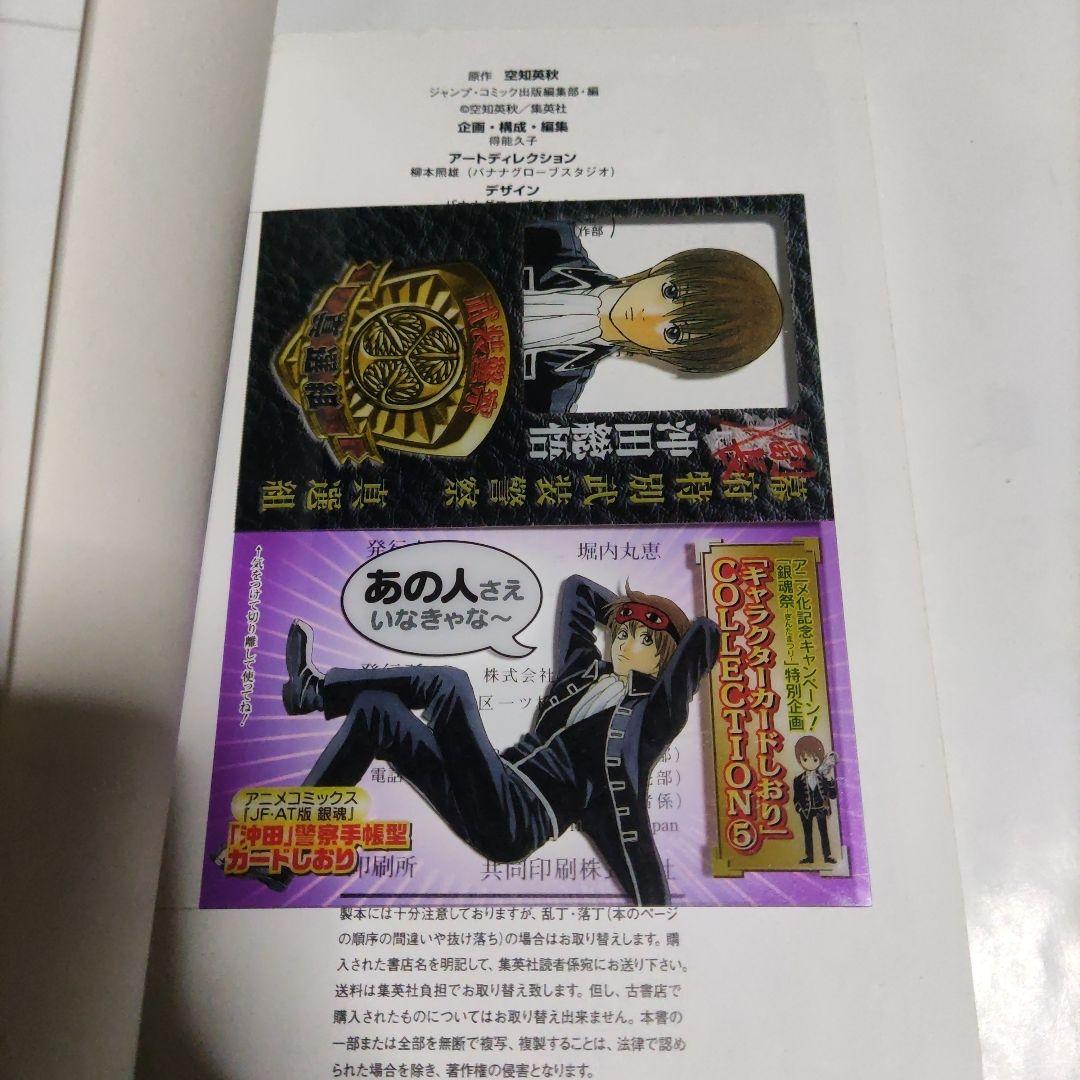 原作 空知英秋
ジャンプ・コミック出版編集部・編
©空知英秋／集英社
企画・構成・編集
得能久子
アートディレクション
柳本照雄（バナナグローブスタジオ）
デザイン
作部）
武装警察
真選組
沖田総悟
幕府特別武装警察 真選組
発行
堀内丸恵
あの人さえ
いなきゃな〜
↑気をつけて切り離して使ってね！
アニメ化記念キャンペーン！
「銀魂祭」特別企画
ぎんたまつり
「キャラクターカードしおり」
COLLECTION⑤
株式会
区一ツ
電話
部）
者係）
pan
アニメコミックス
「JF・AT版 銀魂」
「沖田」警察手帳型
カードしおり
印刷所 共同印刷株式会社
製本には十分注意しておりますが、乱丁・落丁（本のページ
の順序の間違いや抜け落ち）の場合はお取り替えします。購
入された書店名を明記して、集英社読者係宛にお送り下さい。
送料は集英社負担でお取り替え致します。但し、古書店で
購入されたものについてはお取り替え出来ません。本書の
一部または全部を無断で複写、複製することは、法律で認め
られた場合を除き、著作権の侵害となります。